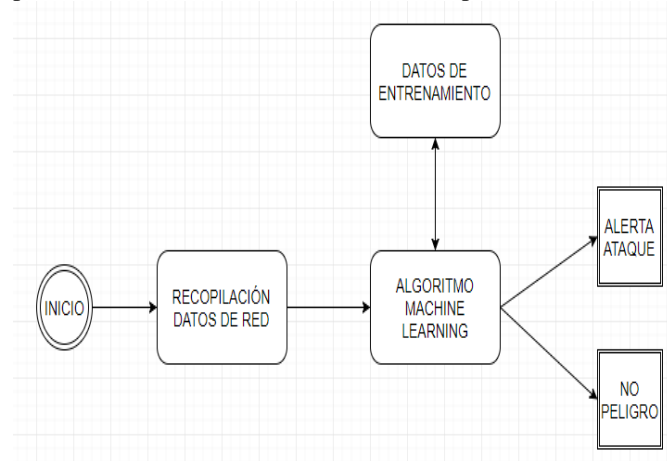 DATOS DE
ENTRENAMIENTO
INICIO
RECOPILACIÓN
DATOS DE RED
ALGORITMO
MACHINE
LEARNING
ALERTA
ATAQUE
NO
PELIGRO